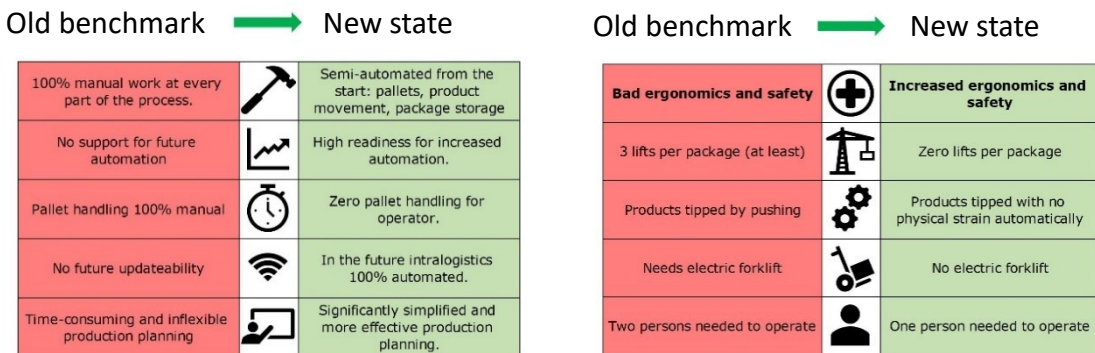 Old benchmark New state
100% manual work at every
part of the process.
Semi-automated from the
start: pallets, product
movement, package storage
No support for future
automation
High readiness for increased
automation.
Pallet handling 100% manual
Zero pallet handling for
operator.
No future updateability
In the future intralogistics
100% automated.
Time-consuming and inflexible
production planning
Significantly simplified and
more effective production
planning.
Old benchmark New state
Bad ergonomics and safety
Increased ergonomics and
safety
3 lifts per package (at least)
Zero lifts per package
Products tipped by pushing
Products tipped with no
physical strain automatically
Needs electric forklift
No electric forklift
Two persons needed to operate
One person needed to operate